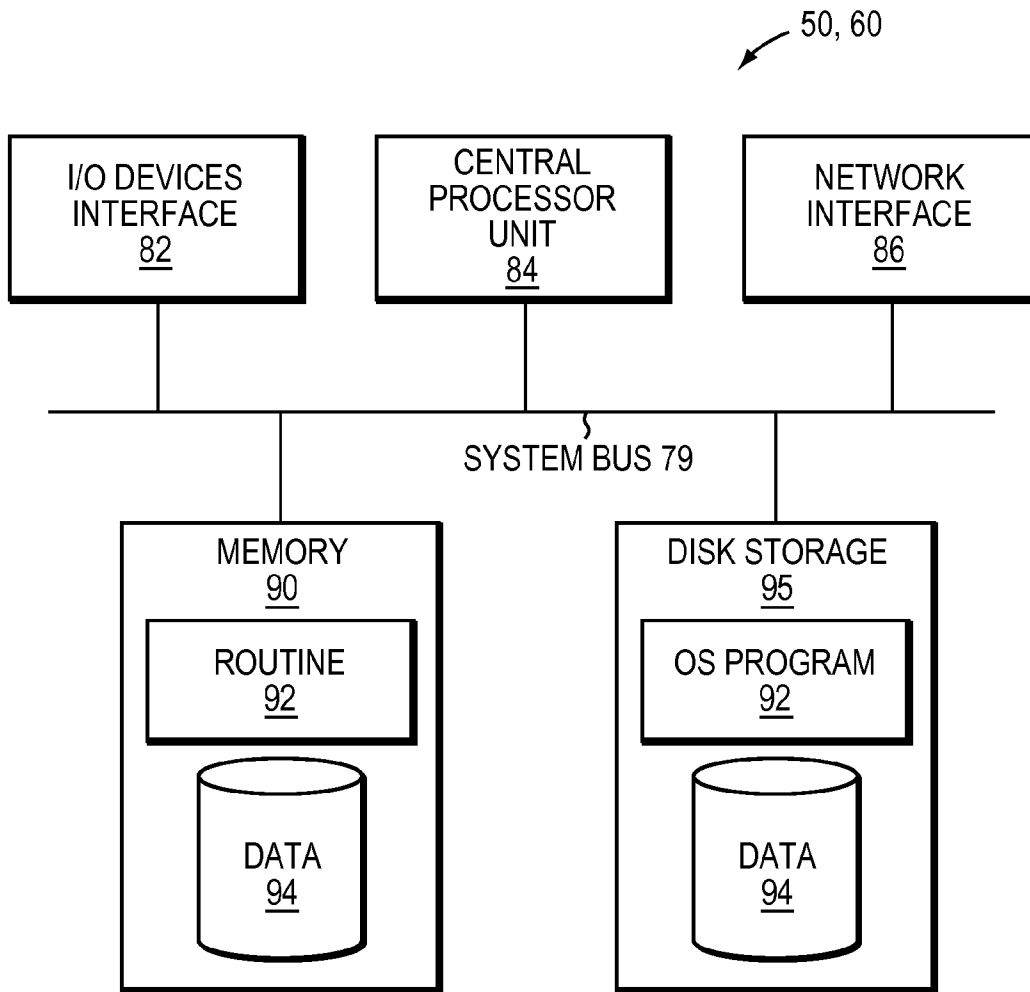 50, 60
I/O DEVICES
INTERFACE
82
CENTRAL
PROCESSOR
UNIT
84
NETWORK
INTERFACE
86
SYSTEM BUS 79
MEMORY
90
ROUTINE
92
DATA
94
DISK STORAGE
95
OS PROGRAM
92
DATA
94